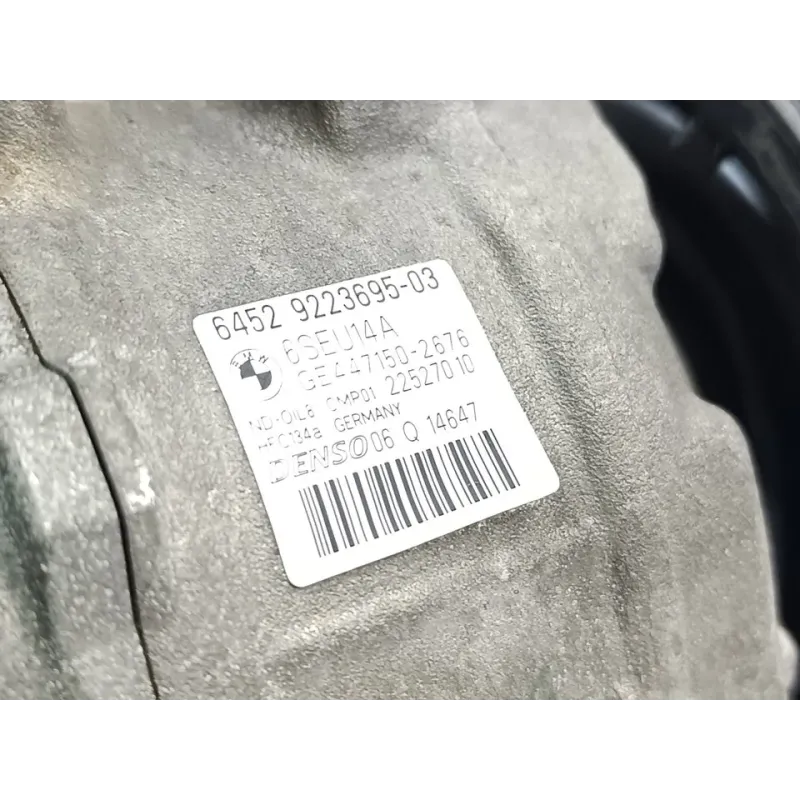 6452 9223695-03
6SEU14A
GE447150-2676
ND-OIL8 CMP01 22527010
HFC134a GERMANY
DENSO 06 Q 14647